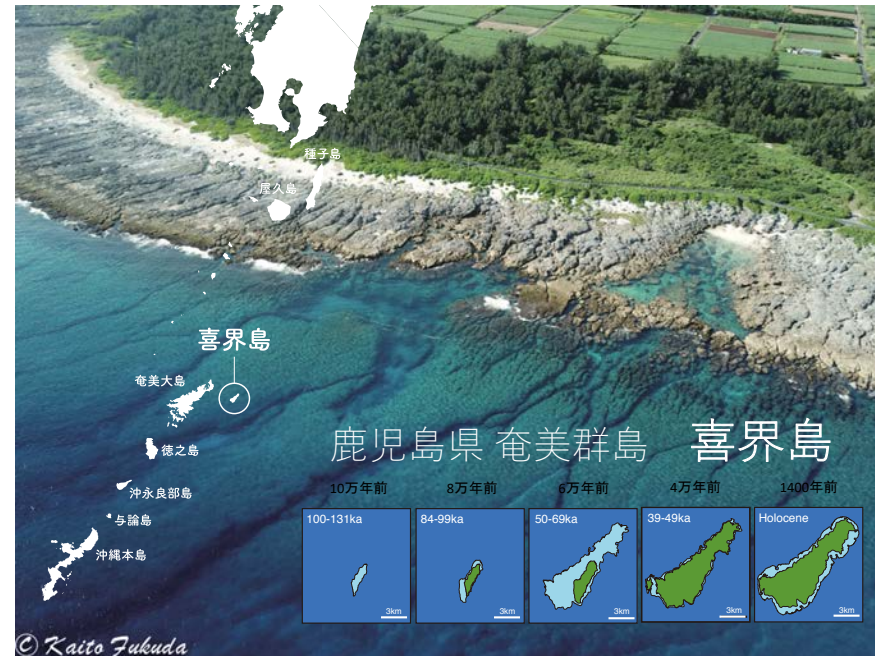 種子島
屋久島
喜界島
奄美大島
徳之島
沖永良部島
与論島
沖縄本島
鹿児島県 奄美群島 喜界島
10万年前 8万年前 6万年前 4万年前 1400年前
100-131ka 84-99ka 50-69ka 39-49ka Holocene
3km 3km 3km 3km 3km
© Kaito Fukuda